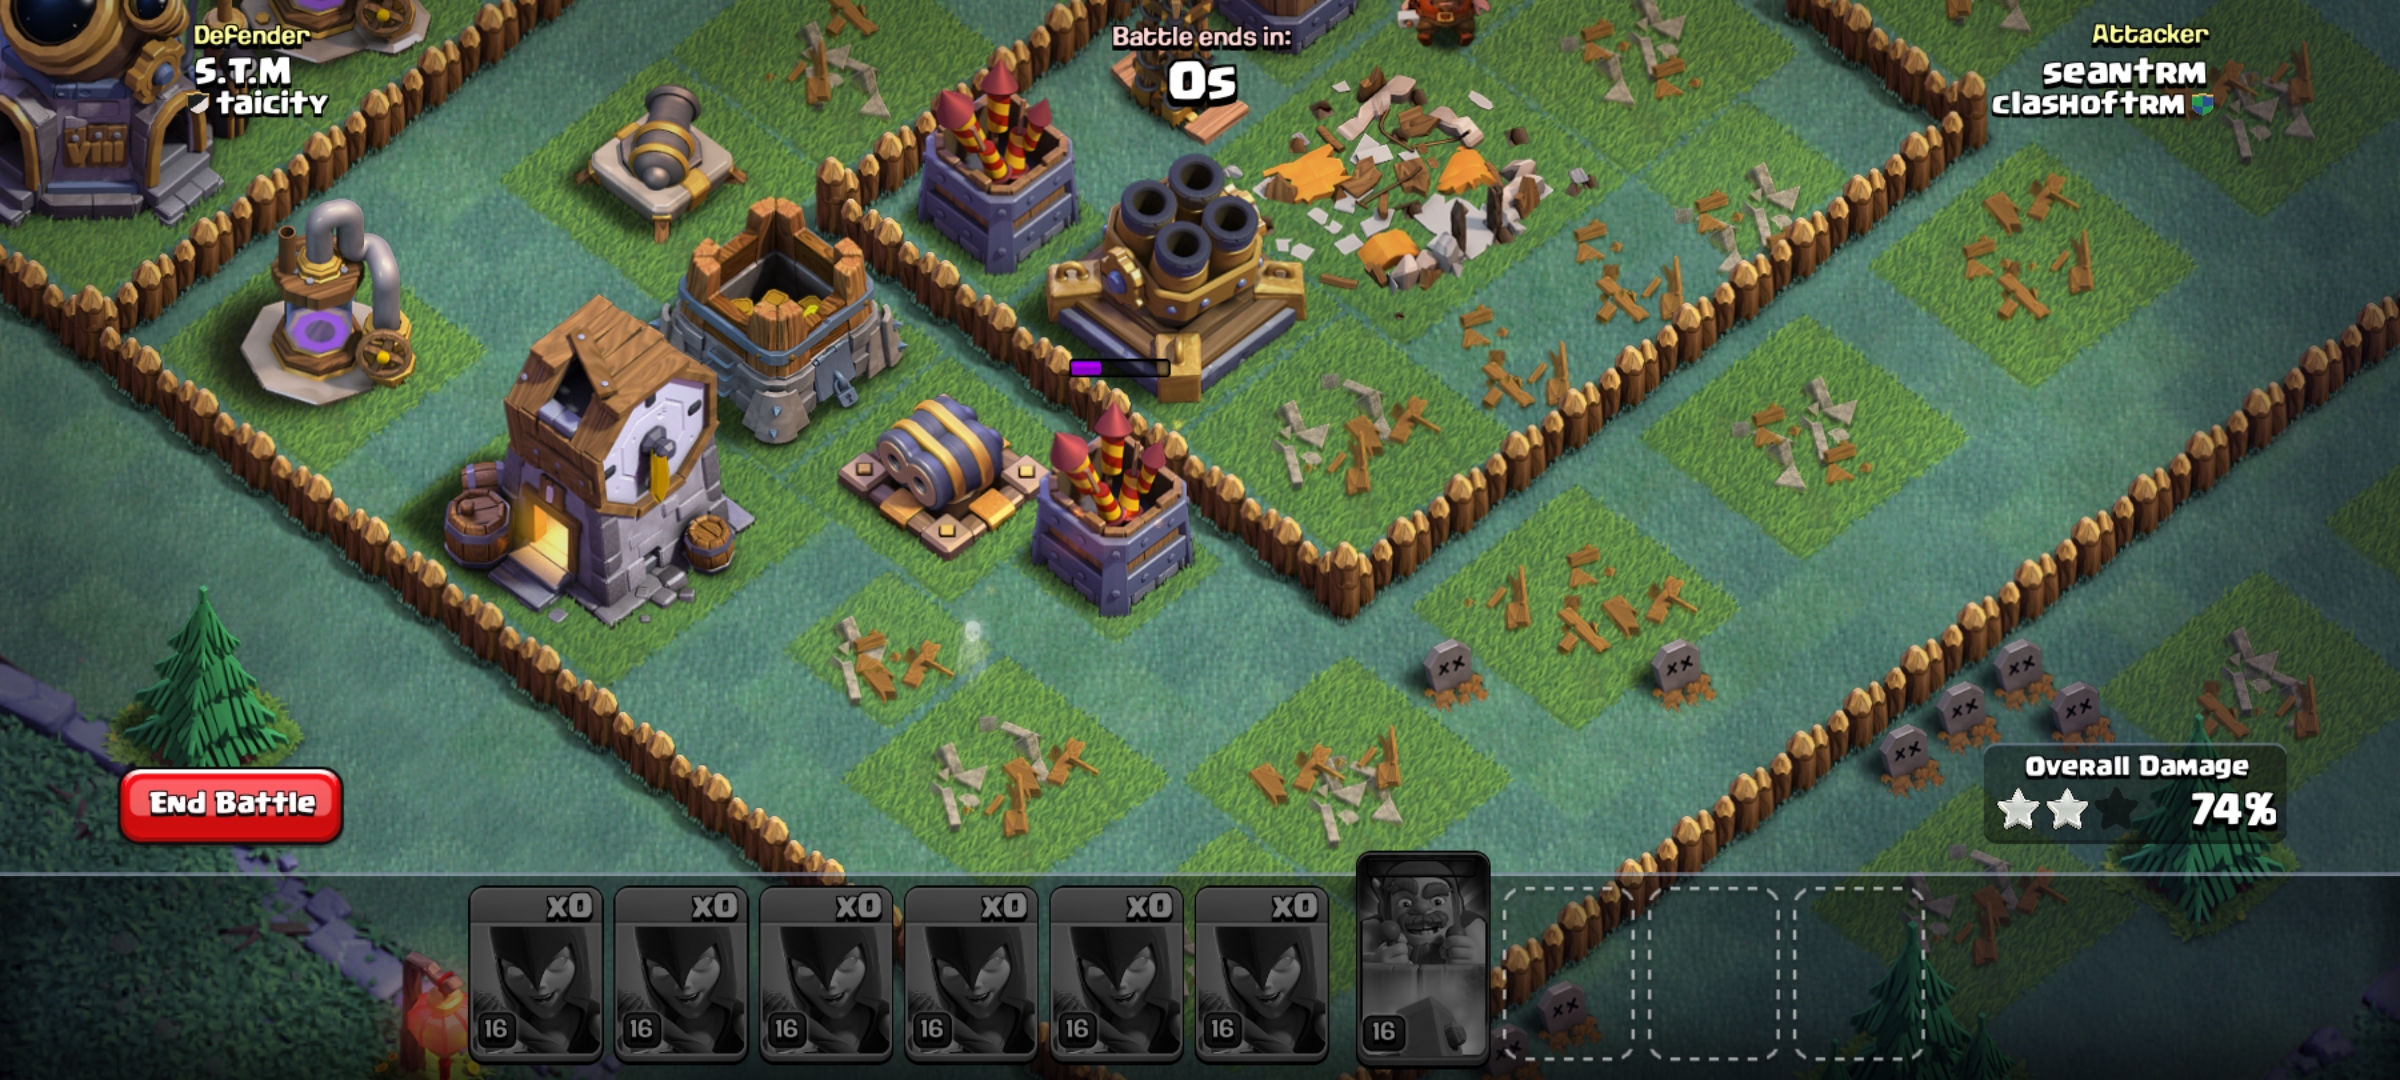 Defender
S.T.M
taicity
Battle ends in:
0s
Attacker
seantRM
clashoftRM
VIII
End Battle
Overall Damage
74%
x0
x0
x0
x0
x0
x0
16
16
16
16
16
16
16